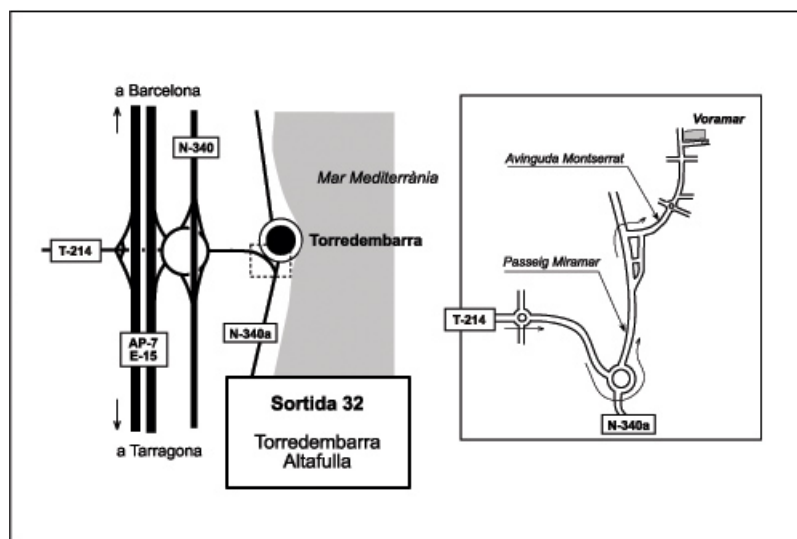 a Barcelona
N-340
Mar Mediterrània
Torredembarra
T-214
N-340a
AP-7
E-15
a Tarragona
Sortida 32
Torredembarra
Altafulla
Voramar
Avinguda Montserrat
Passeig Miramar
T-214
N-340a